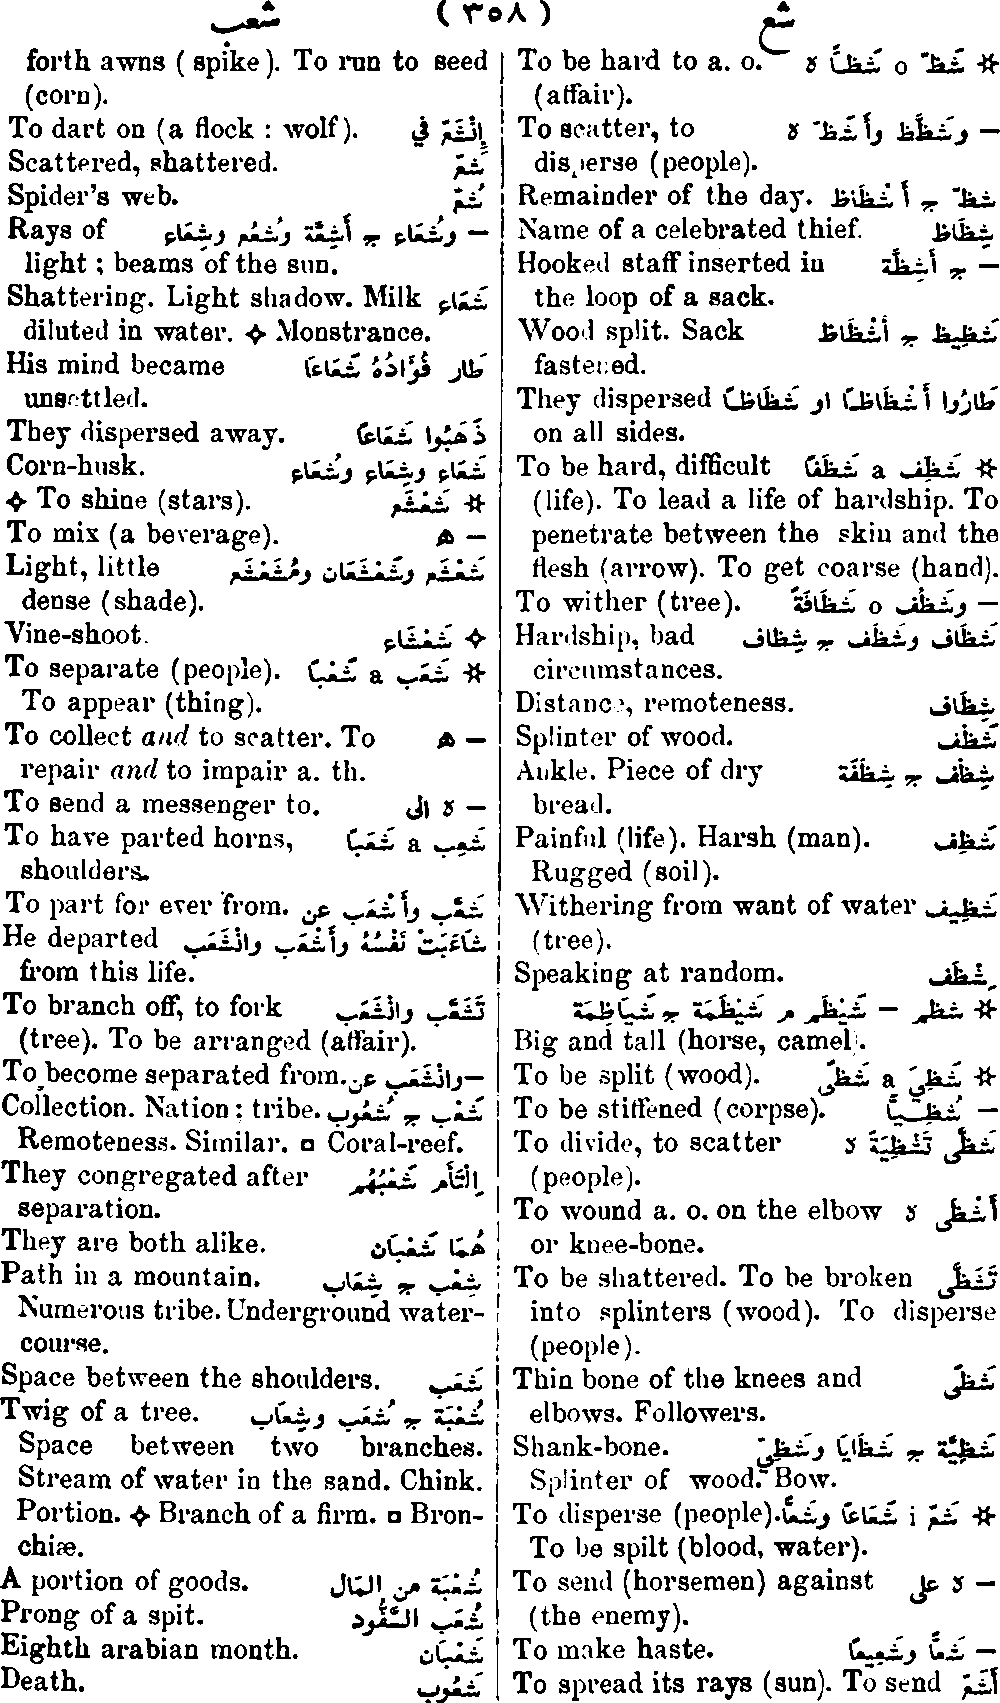 شع ( ٣٥٨ ) شعب
To be hard to a. o. ✲ شَظَّ o شَظًّا ه
(affair).
To scatter, to — وشَظَّظ وأَشَظَّ ه
disperse (people).
Remainder of the day. شَظّ ج أَشْظَاظ
Name of a celebrated thief. شِظَاظ
Hooked staff inserted in — ج أَشِظَّة
the loop of a sack.
Wood split. Sack شَظِيظ ج أَشْظَاظ
fastened.
They dispersed طَارُوا أَشْظَاظًا او شَظَاظًا
on all sides.
To be hard, difficult ✲ شَظِف a شَظَفًا
(life). To lead a life of hardship. To
penetrate between the skin and the
flesh (arrow). To get coarse (hand).
To wither (tree). — وشَظُف o شَظَافَةً
Hardship, bad شَظَاف وشَظَف ج شِظَاف
circumstances.
Distance, remoteness. شِظَاف
Splinter of wood. شَظْف
Ankle. Piece of dry شِظْف ج شِظَفَة
bread.
Painful (life). Harsh (man). شَظِف
Rugged (soil).
Withering from want of water شَظِيف
(tree).
Speaking at random. شِظَف
✲ شظم — شَيْظَم م شَيْظَمَة ج شَيَاظِمَة
Big and tall (horse, camel).
To be split (wood). ✲ شَظِيَ a شَظًى
To be stiffened (corpse). — شُظِيًّا
To divide, to scatter شَظَّى تَشْظِيَةً ه
(people).
To wound a. o. on the elbow أَشْظَى ه
or knee-bone.
To be shattered. To be broken تَشَظَّى
into splinters (wood). To disperse
(people).
Thin bone of the knees and شَظًى
elbows. Followers.
Shank-bone. شَظِيَّة ج شَظَايَا وشَظِيّ
Splinter of wood. Bow.
To disperse (people). ✲ شَعَّ i شَعَاعًا وشَعًّا
To be spilt (blood, water).
To send (horsemen) against — ه على
(the enemy).
To make haste. — شَعًّا وشَعِيعًا
To spread its rays (sun). To send أَشَعَّ
forth awns (spike). To run to seed
(corn).
To dart on (a flock : wolf). إِنْشَعَّ في
Scattered, shattered. شَعّ
Spider's web. شُعّ
Rays of — وشُعَاع ج أَشِعَّة وشُعُع وشِعَاع
light ; beams of the sun.
Shattering. Light shadow. Milk شَعَاع
diluted in water. ✧ Monstrance.
His mind became طَار فُؤَادُهُ شَعَاعًا
unsettled.
They dispersed away. ذَهَبُوا شَعَاعًا
Corn-husk. شَعَاع وشِعَاع وشُعَاع
✧ To shine (stars). ✲ شَعْشَع
To mix (a beverage). — ه
Light, little شَعْشَع وشَعْشَعَان ومُشَعْشَع
dense (shade).
Vine-shoot. ✧ شَعْشَاع
To separate (people). ✲ شَعَب a شَعْبًا
To appear (thing).
To collect and to scatter. To — ه
repair and to impair a. th.
To send a messenger to. — ه الى
To have parted horns, شَعِب a شَعَبًا
shoulders.
To part for ever from. شَعَّب وأَشْعَب عن
He departed شَاعَبَتْ نَفْسُهُ وأَشْعَب وانْشَعَب
from this life.
To branch off, to fork تَشَعَّب وانْشَعَب
(tree). To be arranged (affair).
To become separated from. — وانْشَعَب عن
Collection. Nation ; tribe. شَعْب ج شُعُوب
Remoteness. Similar. □ Coral-reef.
They congregated after إِلْتَأَم شَعْبُهُم
separation.
They are both alike. هُمَا شَعْبَان
Path in a mountain. شِعْب ج شِعَاب
Numerous tribe. Underground water-
course.
Space between the shoulders. شَعَب
Twig of a tree. شُعْبَة ج شُعَب وشِعَاب
Space between two branches.
Stream of water in the sand. Chink.
Portion. ✧ Branch of a firm. □ Bron-
chiæ.
A portion of goods. شُعْبَة من المَال
Prong of a spit. شُعَب السَّفُّود
Eighth arabian month. شَعْبَان
Death. شَعُوب